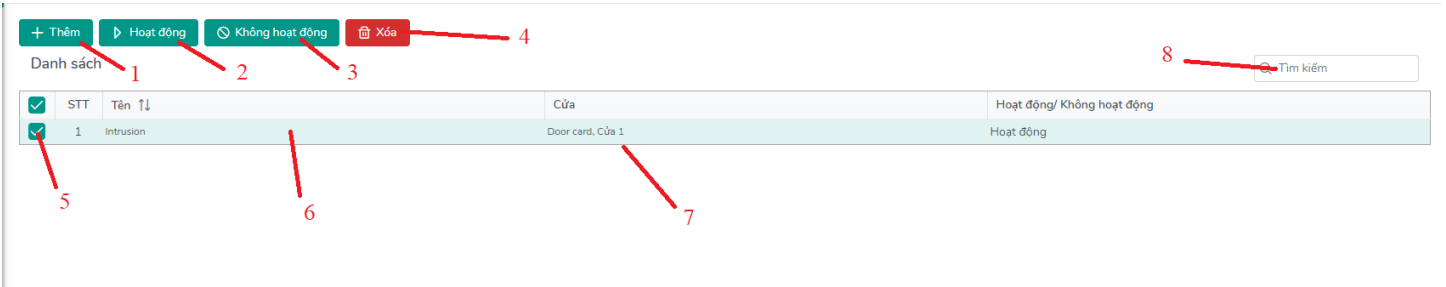 Thêm Hoạt động Không hoạt động Xóa 4
1 2 3
Danh sách 8 Tìm kiếm
STT Tên Cửa Hoạt động/ Không hoạt động
1 Intrusion Door card, Cửa 1 Hoạt động
5 6 7